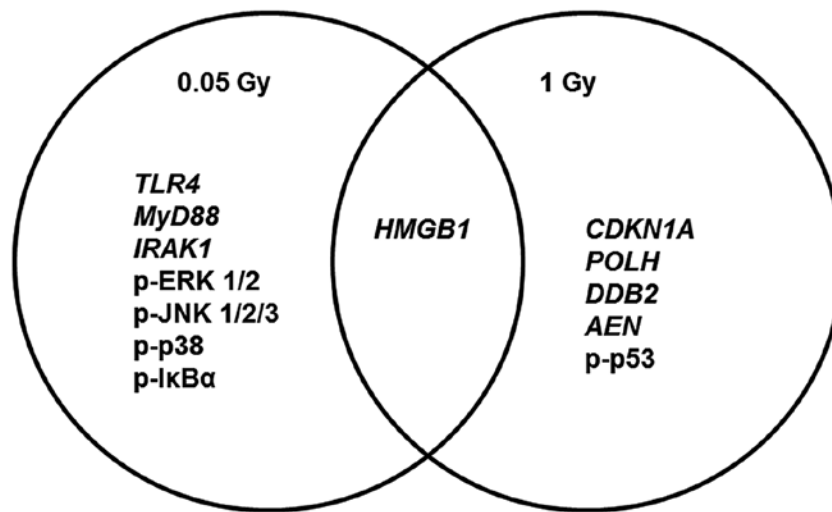 0.05 Gy
TLR4
MyD88
IRAK1
p-ERK 1/2
p-JNK 1/2/3
p-p38
p-IκBα
HMGB1
1 Gy
CDKN1A
POLH
DDB2
AEN
p-p53